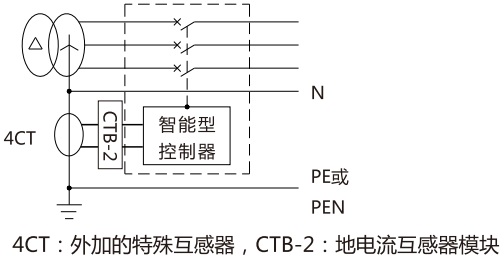 N
4CT
CTB-2
智能型
控制器
PE或
PEN
4CT：外加的特殊互感器，CTB-2：地电流互感器模块